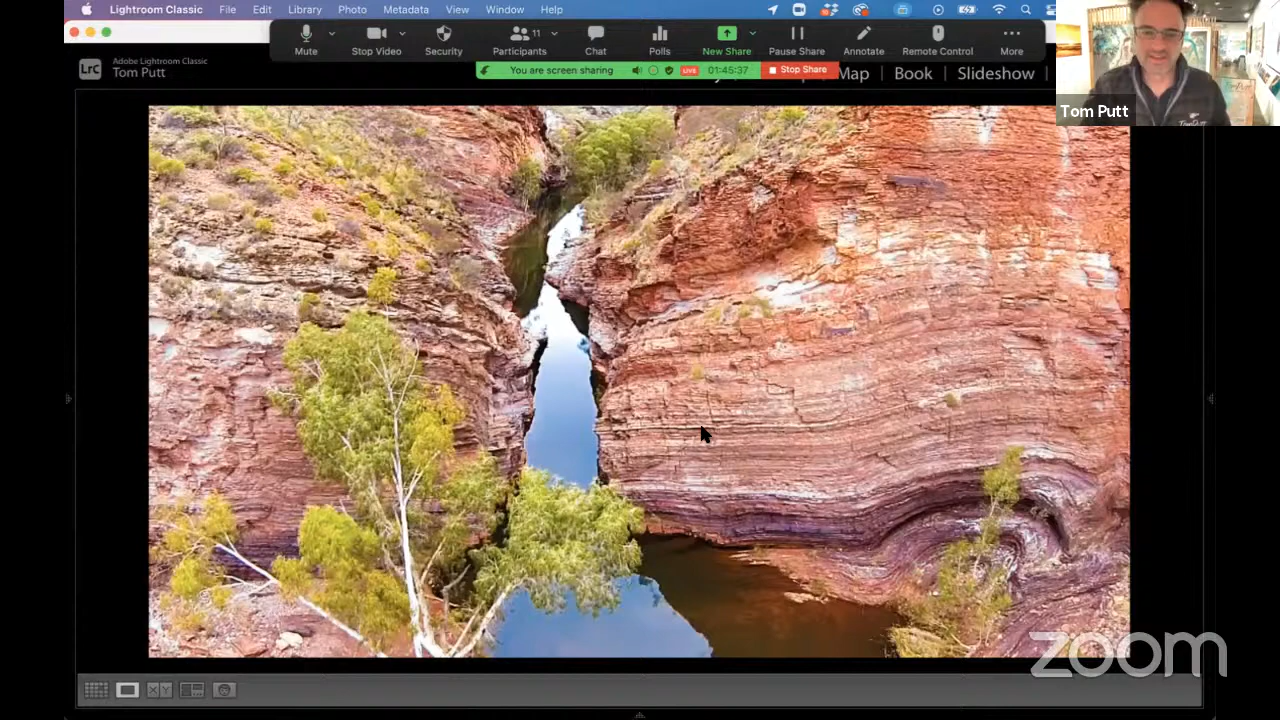 Lightroom Classic File Edit Library Photo Metadata View Window Help
Mute Stop Video Security Participants 11 Chat Polls New Share Pause Share Annotate Remote Control More
You are screen sharing LIVE 01:45:37 Stop Share
LrC Adobe Lightroom Classic
Tom Putt
Map Book Slideshow
Tom Putt
XY
zoom